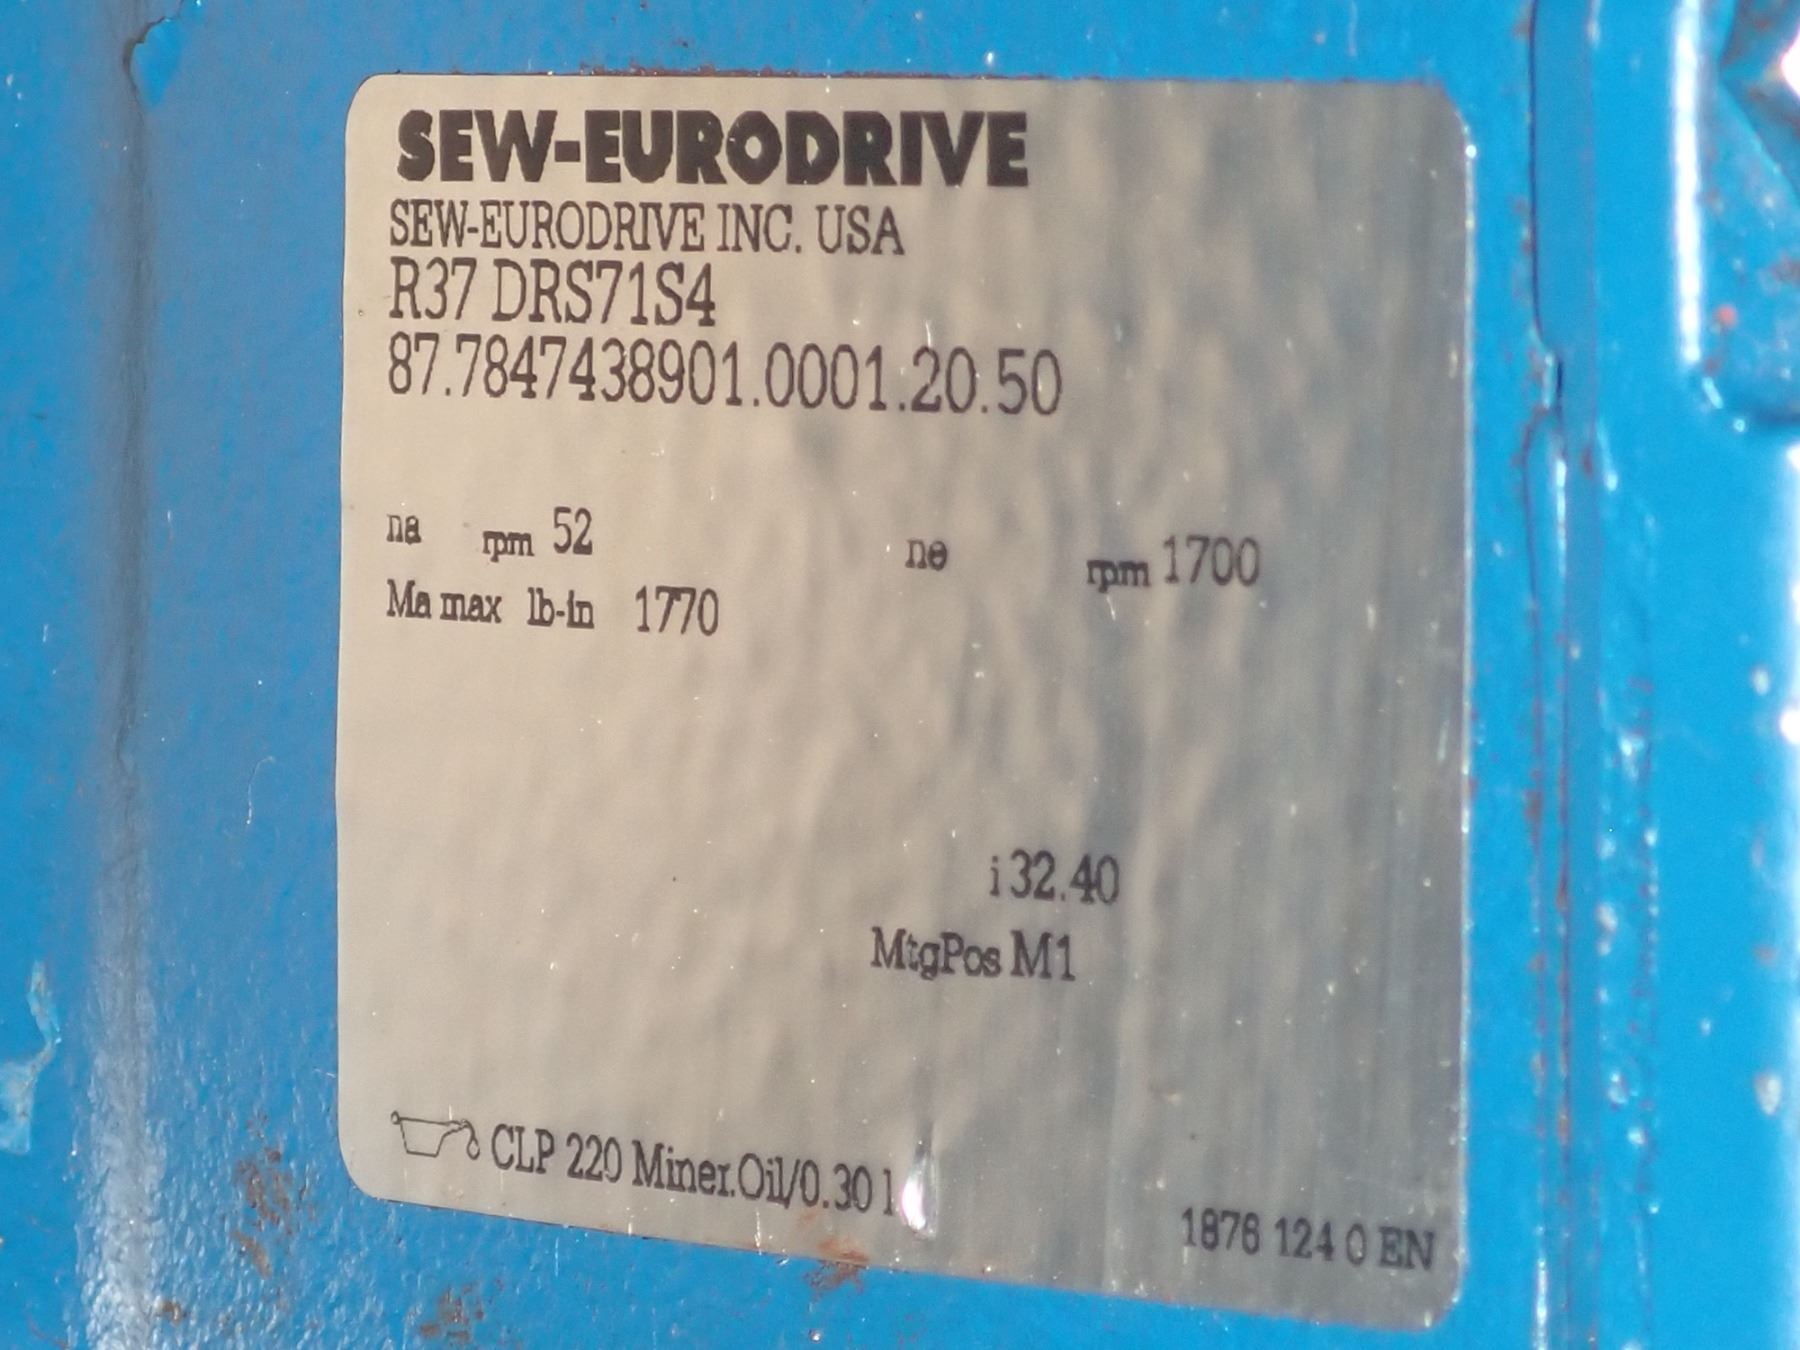 SEW-EURODRIVE
SEW-EURODRIVE INC. USA
R37 DRS71S4
87.7847438901.0001.20.50
na rpm 52 ne rpm 1700
Ma max lb-in 1770
i 32.40
MtgPos M1
CLP 220 Miner.Oil/0.30 l
1876 124 0 EN